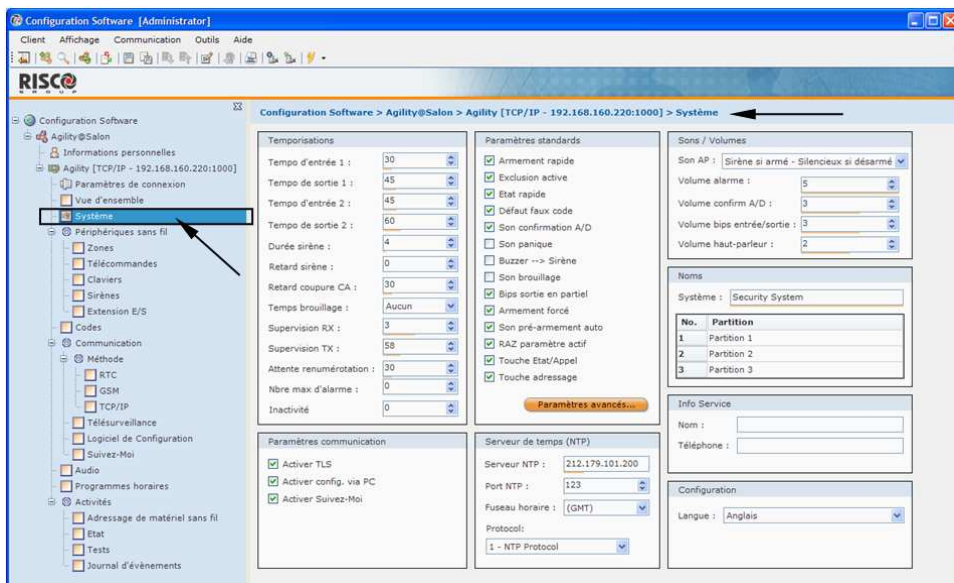 Configuration Software [Administrator]
Client Affichage Communication Outils Aide
RISCO
GROUP
Configuration Software
Agility@Salon
Informations personnelles
Agility [TCP/IP - 192.168.160.220:1000]
Paramètres de connexion
Vue d'ensemble
Système
Périphériques sans fil
Zones
Télécommandes
Claviers
Sirènes
Extension E/S
Codes
Communication
Méthode
RTC
GSM
TCP/IP
Télésurveillance
Logiciel de Configuration
Suivez-Moi
Audio
Programmes horaires
Activités
Adressage de matériel sans fil
Etat
Tests
Journal d'évènements
Configuration Software > Agility@Salon > Agility [TCP/IP - 192.168.160.220:1000] > Système
Temporisations
Tempo d'entrée 1 : 30
Tempo de sortie 1 : 45
Tempo d'entrée 2 : 45
Tempo de sortie 2 : 60
Durée sirène : 4
Retard sirène : 0
Retard coupure CA : 30
Temps brouillage : Aucun
Supervision RX : 3
Supervision TX : 58
Attente renumérotation : 30
Nbre max d'alarme : 0
Inactivité 0
Paramètres standards
Armement rapide
Exclusion active
Etat rapide
Défaut faux code
Son confirmation A/D
Son panique
Buzzer --> Sirène
Son brouillage
Bips sortie en partiel
Armement forcé
Son pré-armement auto
RAZ paramètre actif
Touche Etat/Appel
Touche adressage
Paramètres avancés...
Sons / Volumes
Son AP : Sirène si armé - Silencieux si désarmé
Volume alarme : 5
Volume confirm A/D : 3
Volume bips entrée/sortie : 3
Volume haut-parleur : 2
Noms
Système : Security System
No. Partition
1 Partition 1
2 Partition 2
3 Partition 3
Info Service
Nom :
Téléphone :
Paramètres communication
Activer TLS
Activer config. via PC
Activer Suivez-Moi
Serveur de temps (NTP)
Serveur NTP : 212.179.101.200
Port NTP : 123
Fuseau horaire : (GMT)
Protocol:
1 - NTP Protocol
Configuration
Langue : Anglais